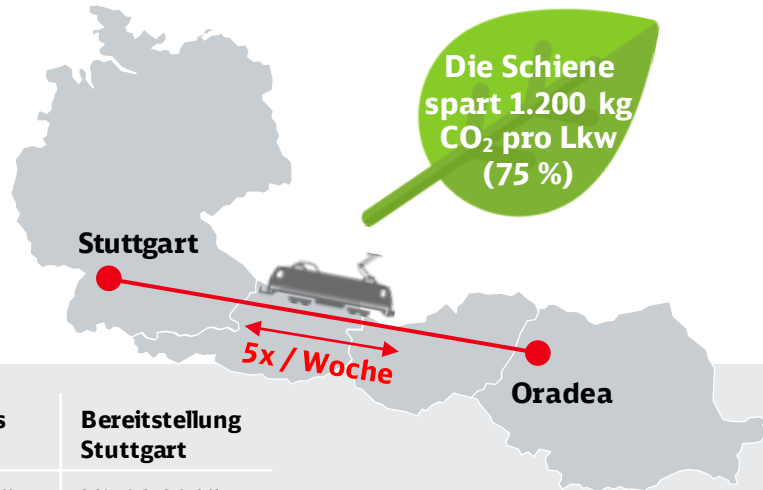 Die Schiene
spart 1.200 kg
CO₂ pro Lkw
(75 %)
Stuttgart
5x / Woche
Oradea
Bereitstellung
Stuttgart